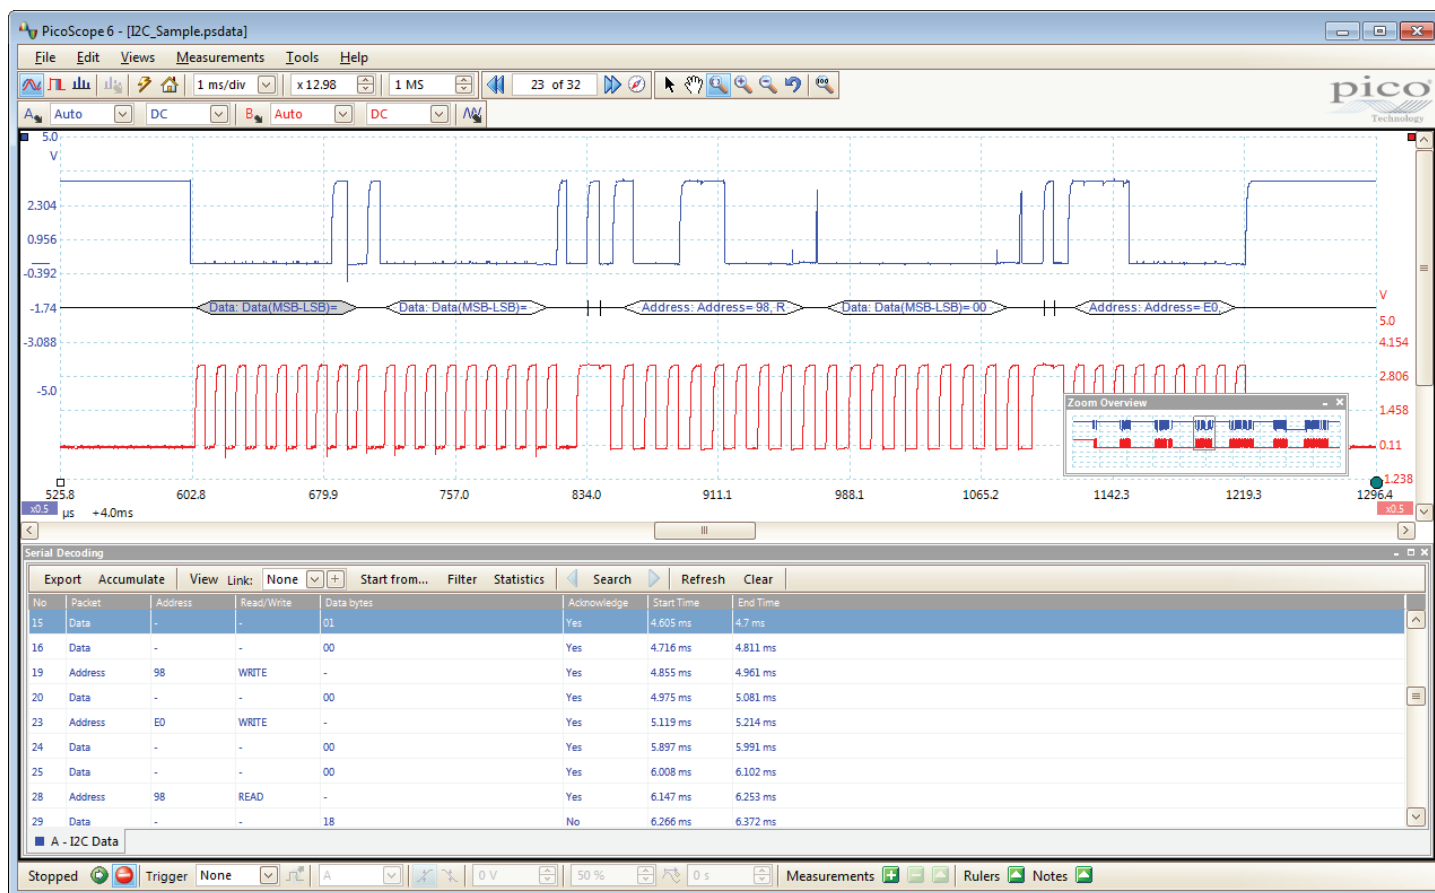 PicoScope 6 - [I2C_Sample.psdata]
File Edit Views Measurements Tools Help
1 ms/div x 12.98 1 MS 23 of 32
pico
Technology
A Auto DC B Auto DC
5.0
V
2.304
0.956
-0.392
-1.74
-3.088
-5.0
Data: Data(MSB-LSB)= Data: Data(MSB-LSB)= Address: Address= 98, R Data: Data(MSB-LSB)= 00 Address: Address= E0,
V
5.0
4.154
2.806
1.458
0.11
-1.238
Zoom Overview
525.8 602.8 679.9 757.0 834.0 911.1 988.1 1065.2 1142.3 1219.3 1296.4
x0.5 µs +4.0ms x0.5
Serial Decoding
Export Accumulate View Link: None Start from... Filter Statistics Search Refresh Clear
No Packet Address Read/Write Data bytes Acknowledge Start Time End Time
15 Data - - 01 Yes 4.605 ms 4.7 ms
16 Data - - 00 Yes 4.716 ms 4.811 ms
19 Address 98 WRITE - Yes 4.855 ms 4.961 ms
20 Data - - 00 Yes 4.975 ms 5.081 ms
23 Address E0 WRITE - Yes 5.119 ms 5.214 ms
24 Data - - 00 Yes 5.897 ms 5.991 ms
25 Data - - 00 Yes 6.008 ms 6.102 ms
28 Address 98 READ - Yes 6.147 ms 6.253 ms
29 Data - - 18 No 6.266 ms 6.372 ms
A - I2C Data
Stopped Trigger None A 0 V 50 % 0 s Measurements Rulers Notes